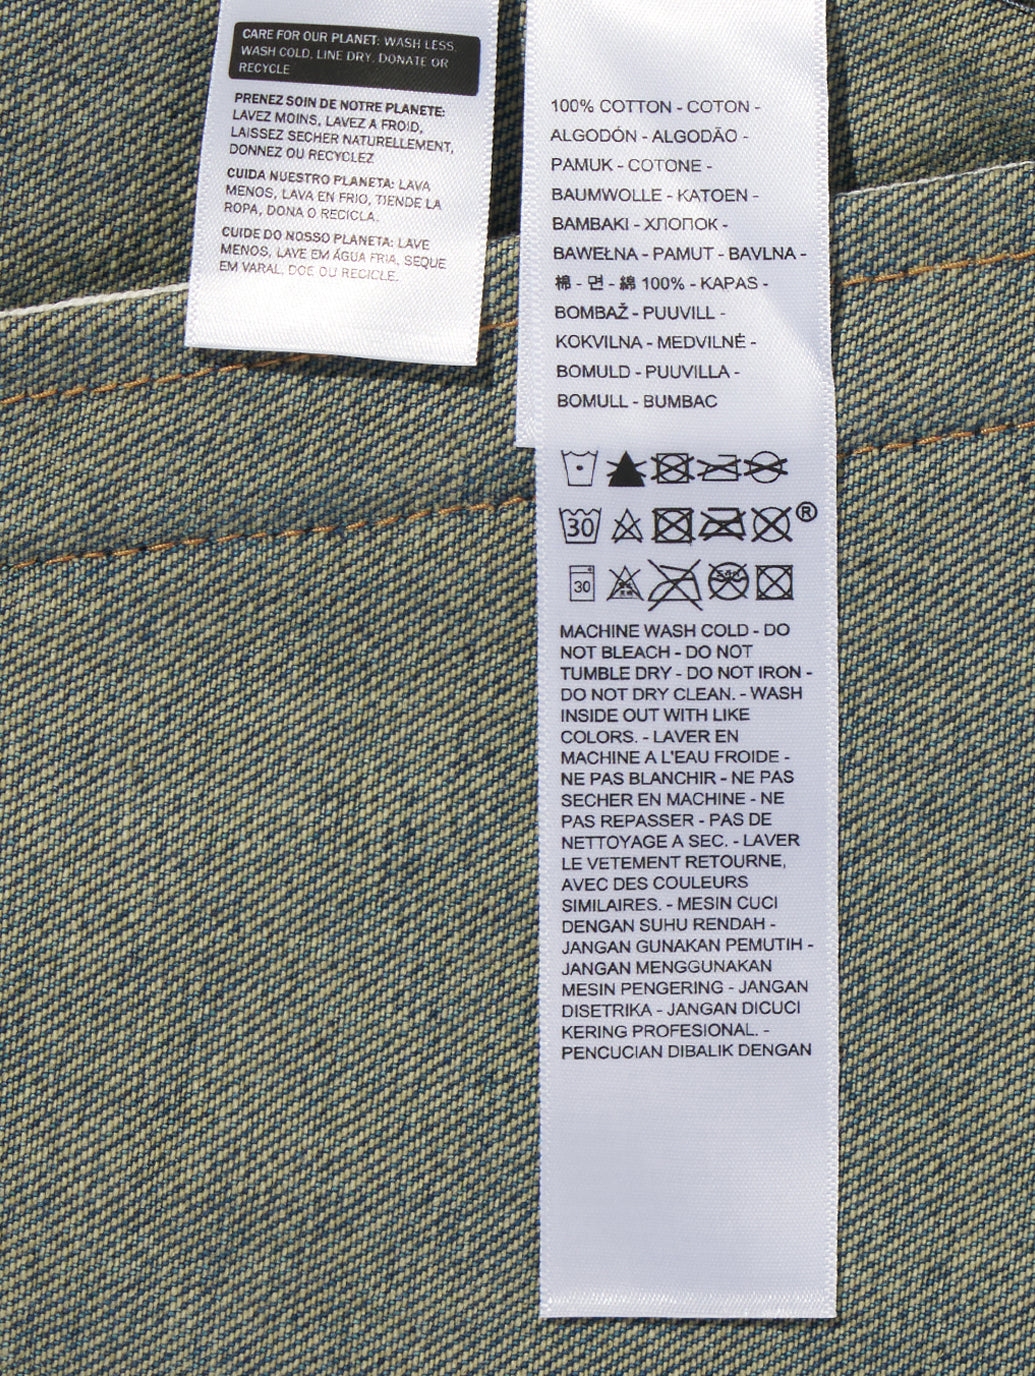 CARE FOR OUR PLANET: WASH LESS,
WASH COLD, LINE DRY, DONATE OR
RECYCLE
PRENEZ SOIN DE NOTRE PLANETE:
LAVEZ MOINS, LAVEZ A FROID,
LAISSEZ SECHER NATURELLEMENT,
DONNEZ OU RECYCLEZ
CUIDA NUESTRO PLANETA: LAVA
MENOS, LAVA EN FRIO, TIENDE LA
ROPA, DONA O RECICLA.
CUIDE DO NOSSO PLANETA: LAVE
MENOS, LAVE EM ÁGUA FRIA, SEQUE
EM VARAL, DOE OU RECICLE.
100% COTTON - COTON -
ALGODÓN - ALGODÃO -
PAMUK - COTONE -
BAUMWOLLE - KATOEN -
BAMBAKI - ХЛОПОК -
BAWEŁNA - PAMUT - BAVLNA -
棉 - 면 - 綿 100% - KAPAS -
BOMBAŽ - PUUVILL -
KOKVILNA - MEDVILNĖ -
BOMULD - PUUVILLA -
BOMULL - BUMBAC
30 ®
30
MACHINE WASH COLD - DO
NOT BLEACH - DO NOT
TUMBLE DRY - DO NOT IRON -
DO NOT DRY CLEAN. - WASH
INSIDE OUT WITH LIKE
COLORS. - LAVER EN
MACHINE A L'EAU FROIDE -
NE PAS BLANCHIR - NE PAS
SECHER EN MACHINE - NE
PAS REPASSER - PAS DE
NETTOYAGE A SEC. - LAVER
LE VETEMENT RETOURNE,
AVEC DES COULEURS
SIMILAIRES. - MESIN CUCI
DENGAN SUHU RENDAH -
JANGAN GUNAKAN PEMUTIH -
JANGAN MENGGUNAKAN
MESIN PENGERING - JANGAN
DISETRIKA - JANGAN DICUCI
KERING PROFESIONAL. -
PENCUCIAN DIBALIK DENGAN